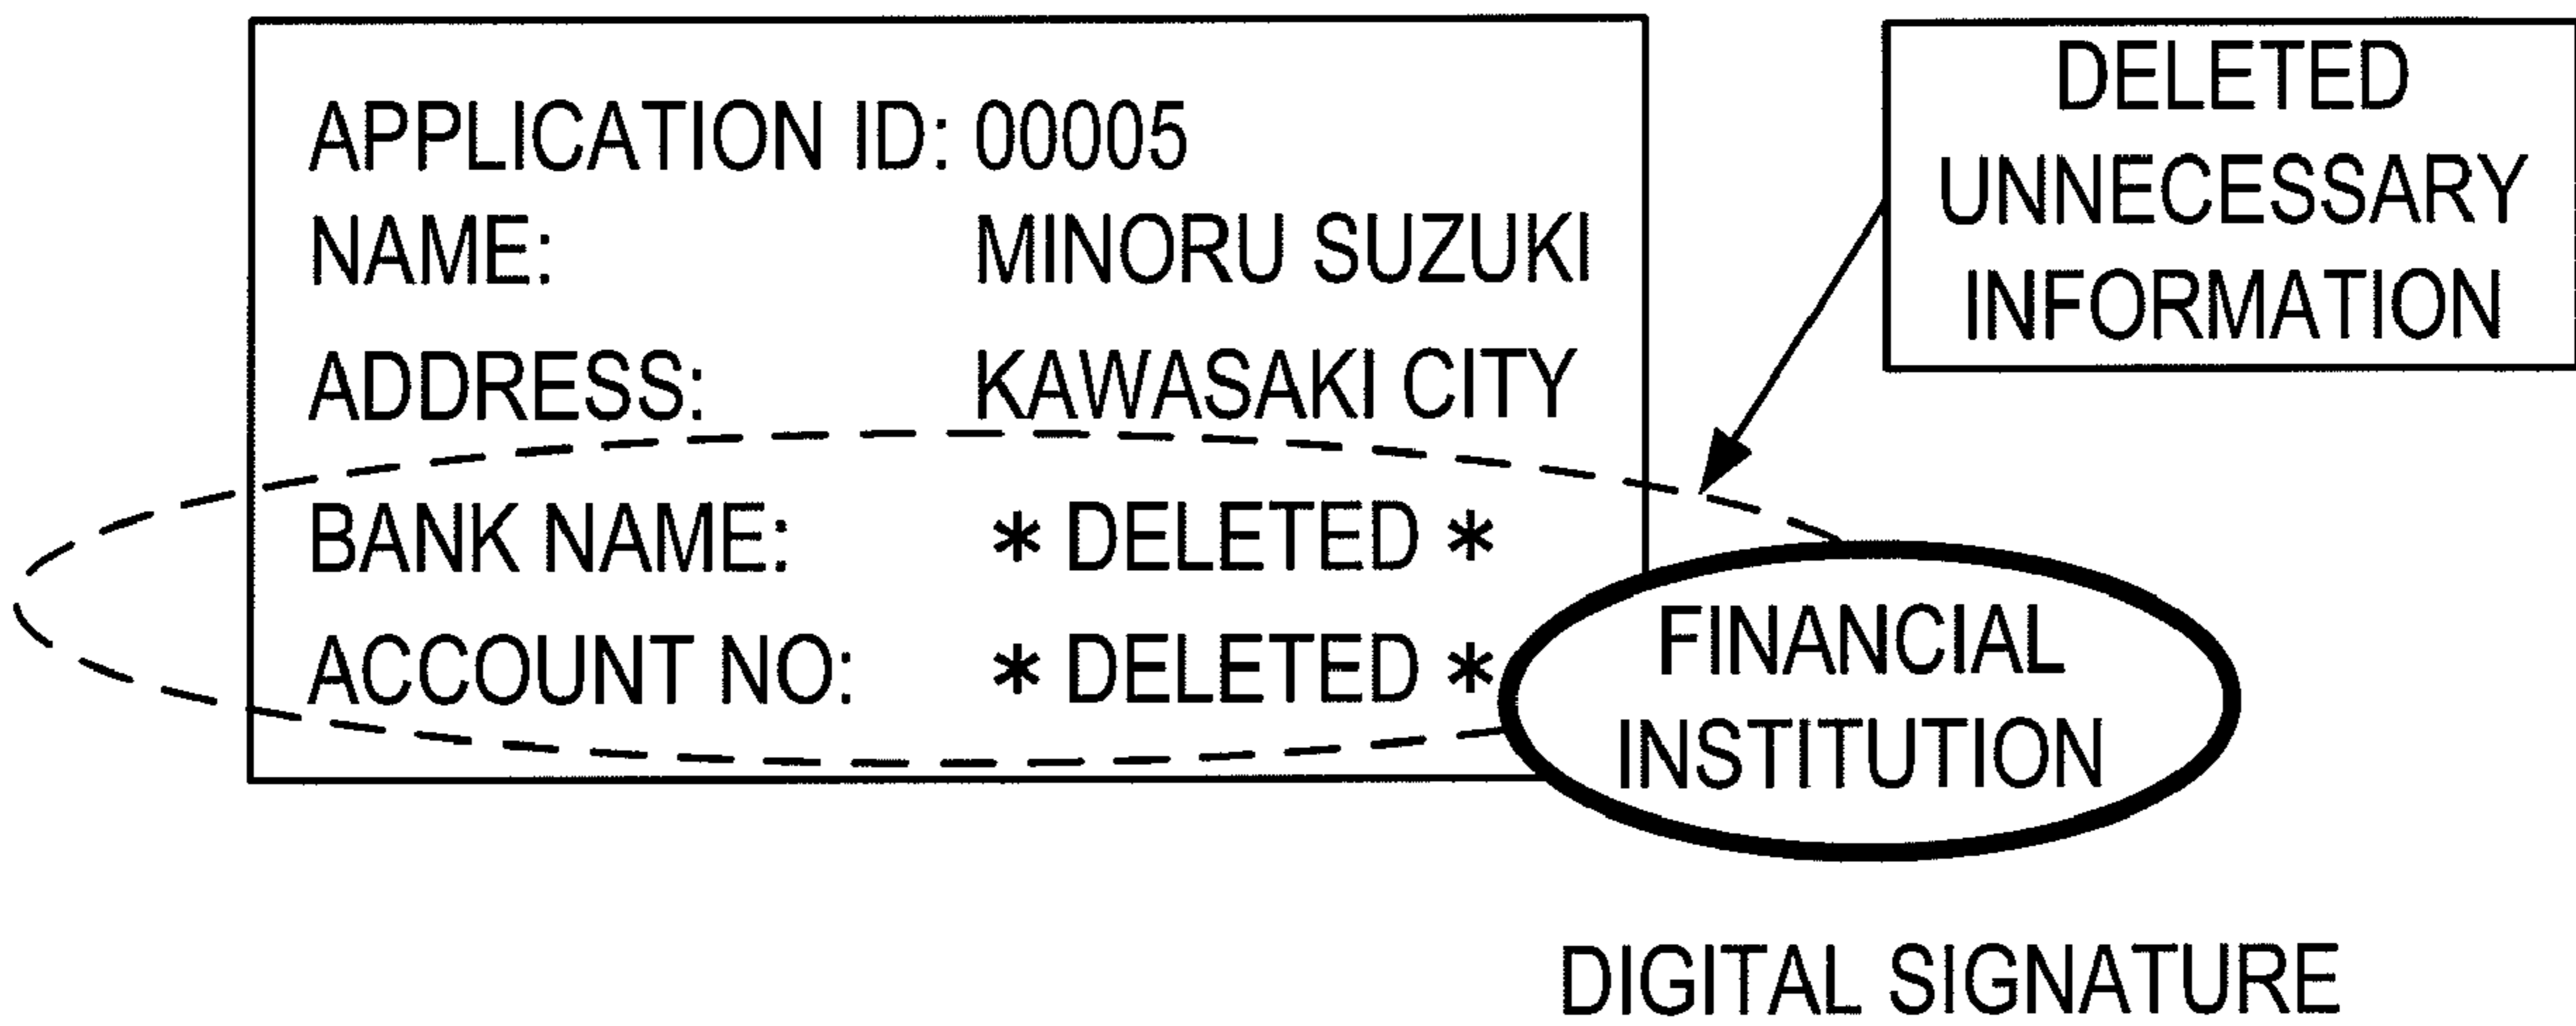 APPLICATION ID: 00005
NAME: MINORU SUZUKI
ADDRESS: KAWASAKI CITY
BANK NAME: * DELETED *
ACCOUNT NO: * DELETED *
DELETED
UNNECESSARY
INFORMATION
FINANCIAL
INSTITUTION
DIGITAL SIGNATURE